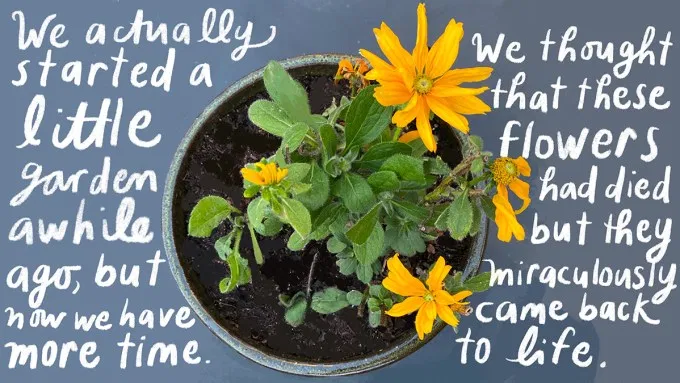 We actually
started a
little
garden
awhile
ago, but
now we have
more time.
We thought
that these
flowers
had died
but they
miraculously
came back
to life.